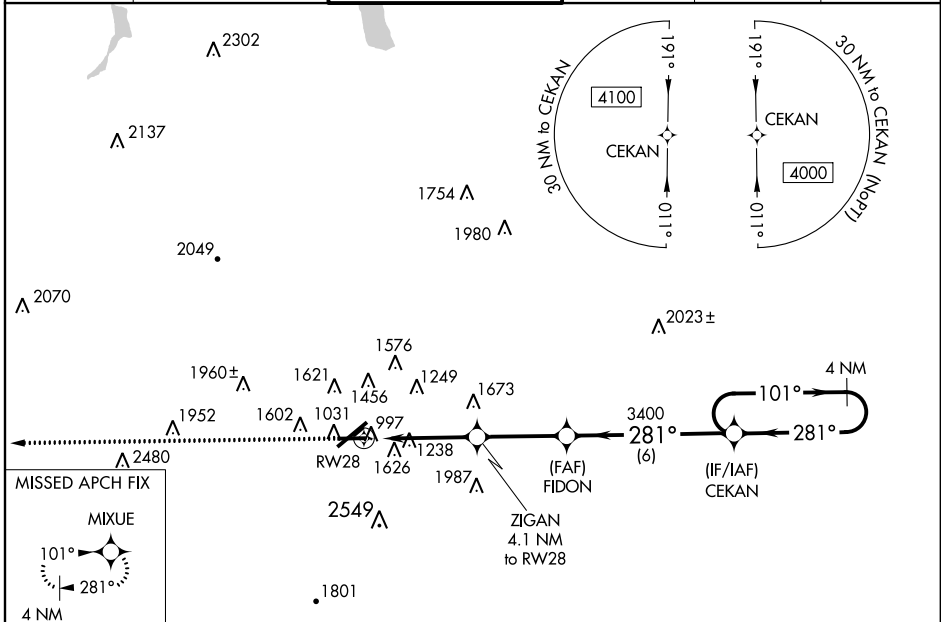 2302
2137
2049
2070
1754
1980
30 NM to CEKAN
4100
191°
CEKAN
011°
191°
CEKAN
4000
011°
30 NM to CEKAN (NoPT)
2023±
1576
1960±
1621
1456
1249
1673
1952
1602
1031
997
1238
1626
RW28
2480
1987
2549
1801
ZIGAN
4.1 NM
to RW28
(FAF)
FIDON
3400
281°
(6)
(IF/IAF)
CEKAN
101°
4 NM
281°
MISSED APCH FIX
MIXUE
101°
281°
4 NM